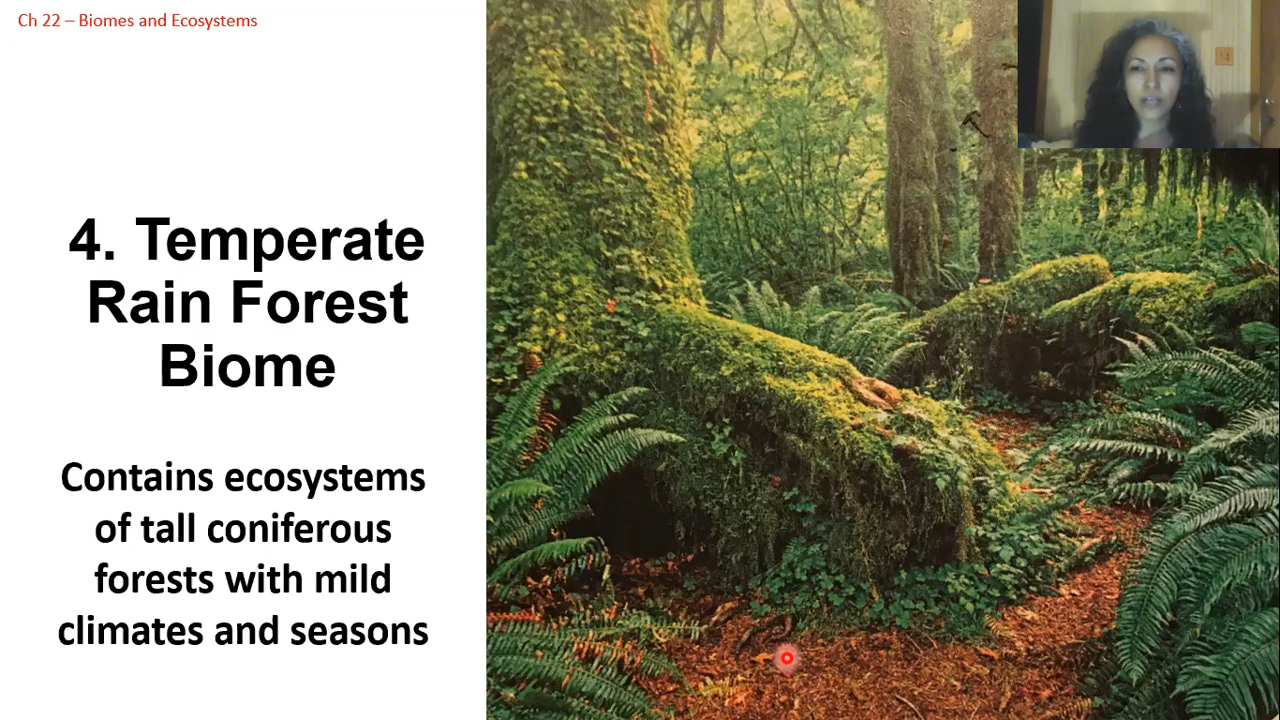 Ch 22 – Biomes and Ecosystems
4. Temperate
Rain Forest
Biome
Contains ecosystems
of tall coniferous
forests with mild
climates and seasons